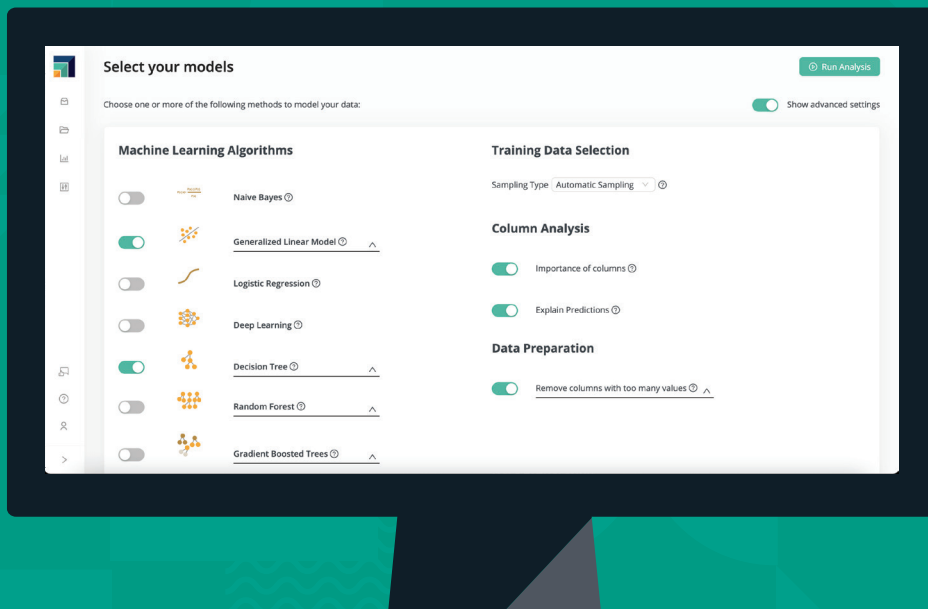 Select your models
Run Analysis
Choose one or more of the following methods to model your data:
Show advanced settings
Machine Learning Algorithms
Naive Bayes
Generalized Linear Model
Logistic Regression
Deep Learning
Decision Tree
Random Forest
Gradient Boosted Trees
Training Data Selection
Sampling Type Automatic Sampling
Column Analysis
Importance of columns
Explain Predictions
Data Preparation
Remove columns with too many values